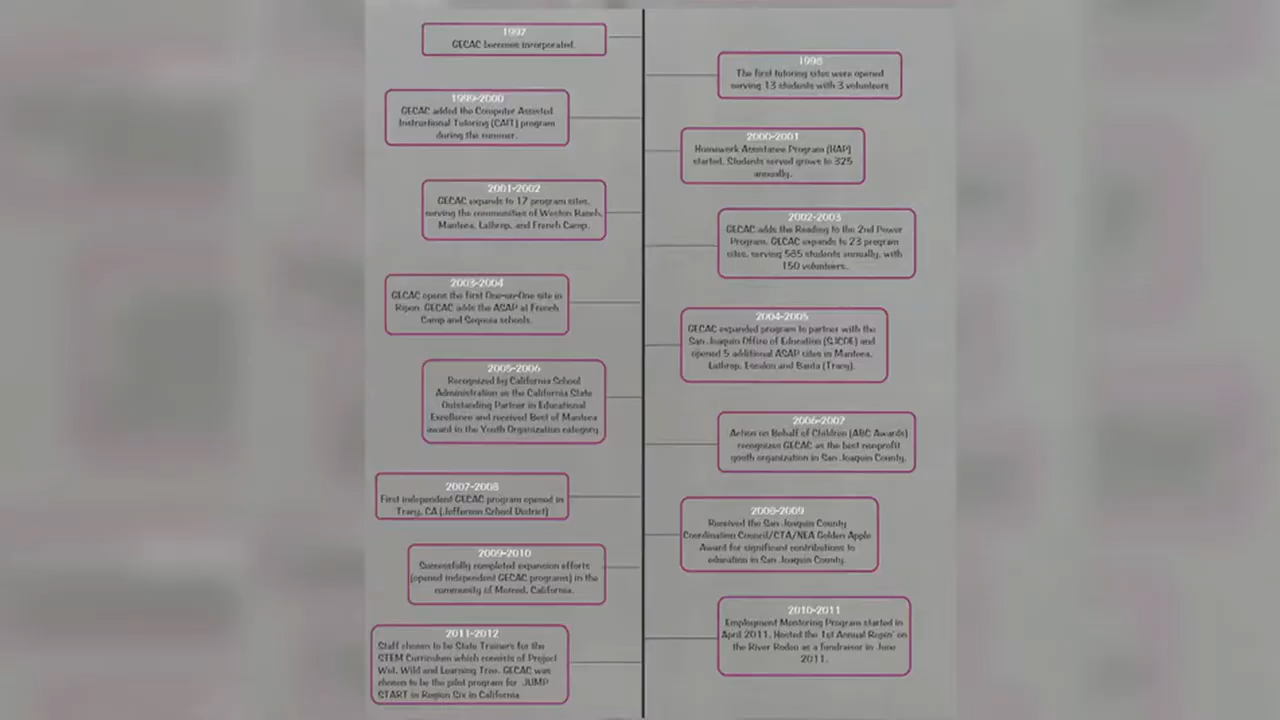 1997
GECAC becomes incorporated.
1998
The first tutoring sites were opened
serving 13 students with 3 volunteers
1999-2000
GECAC added the Computer Assisted
Instructional Tutoring (CAIT) program
during the summer.
2000-2001
Homework Assistance Program (HAP)
started. Students served grows to 325
annually.
2001-2002
GECAC expands to 17 program sites,
serving the communities of Weston Ranch,
Manteca, Lathrop, and French Camp.
2002-2003
GECAC adds the Reading to the 2nd Power
Program. GECAC expands to 23 program
sites, serving 585 students annually, with
150 volunteers.
2003-2004
GECAC opens the first One-on-One site in
Ripon. GECAC adds the ASAP at French
Camp and Sequoia schools.
2004-2005
GECAC expanded program to partner with the
San Joaquin Office of Education (SJCOE) and
opened 5 additional ASAP sites in Manteca,
Lathrop, and Banta (Tracy).
2005-2006
Recognized by California School
Administration as the California State
Outstanding Partner in Educational
Excellence and received Best of Manteca
award in the Youth Organization category.
2006-2007
Action on Behalf of Children (ABC Awards)
recognizes GECAC as the best nonprofit
youth organization in San Joaquin County.
2007-2008
First independent GECAC program opened in
Tracy, CA (Jefferson School District)
2008-2009
Received the San Joaquin County
Coordination Council/CTA/NEA Golden Apple
Award for significant contributions to
education in San Joaquin County.
2009-2010
Successfully completed expansion efforts
(opened independent GECAC programs) in the
community of Merced, California.
2010-2011
Employment Mentoring Program started in
April 2011. Hosted the 1st Annual Ropin' on
the River Rodeo as a fundraiser in June
2011.
2011-2012
Staff chosen to be State Trainers for the
STEM Curriculum which consists of Project
Wet, Wild and Learning Tree. GECAC was
chosen to be the pilot program for JUMP
START in Region Six in California